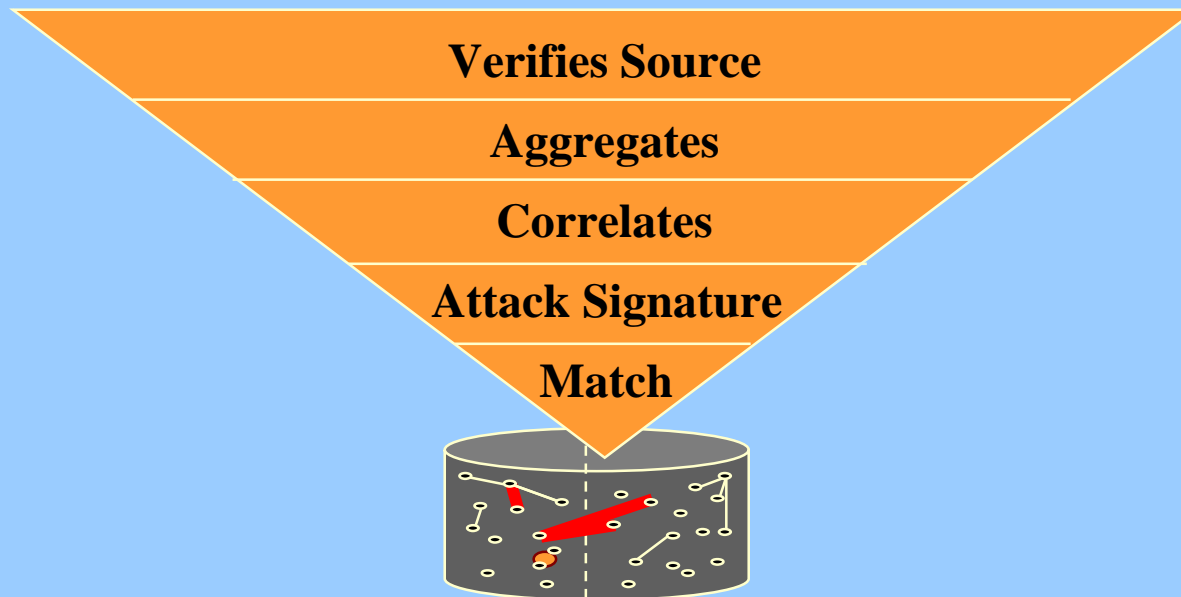 Verifies Source
Aggregates
Correlates
Attack Signature
Match